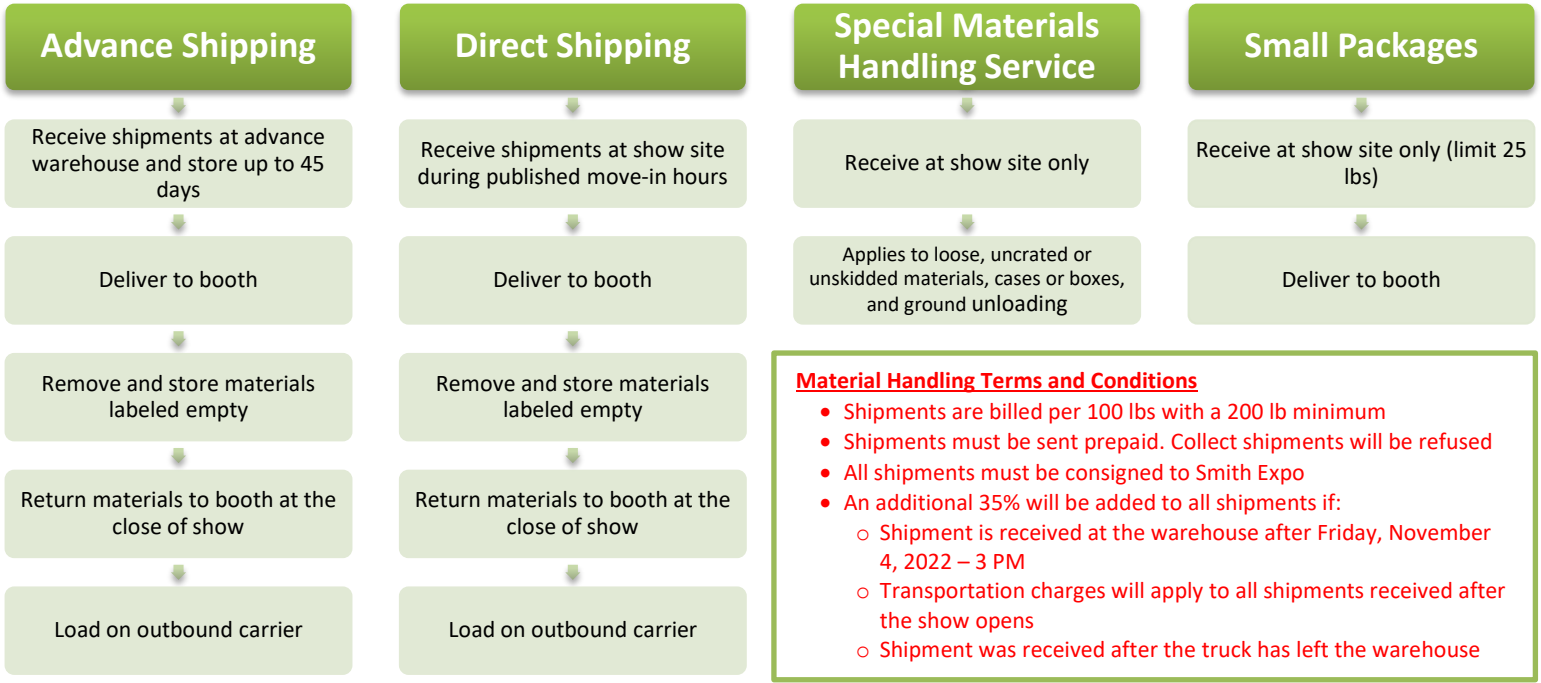 Advance Shipping
Receive shipments at advance
warehouse and store up to 45
days
Deliver to booth
Remove and store materials
labeled empty
Return materials to booth at the
close of show
Load on outbound carrier
Direct Shipping
Receive shipments at show site
during published move-in hours
Deliver to booth
Remove and store materials
labeled empty
Return materials to booth at the
close of show
Load on outbound carrier
Special Materials
Handling Service
Receive at show site only
Applies to loose, uncrated or
unskidded materials, cases or boxes,
and ground unloading
Small Packages
Receive at show site only (limit 25
lbs)
Deliver to booth
Material Handling Terms and Conditions
• Shipments are billed per 100 lbs with a 200 lb minimum
• Shipments must be sent prepaid. Collect shipments will be refused
• All shipments must be consigned to Smith Expo
• An additional 35% will be added to all shipments if:
o Shipment is received at the warehouse after Friday, November
4, 2022 – 3 PM
o Transportation charges will apply to all shipments received after
the show opens
o Shipment was received after the truck has left the warehouse